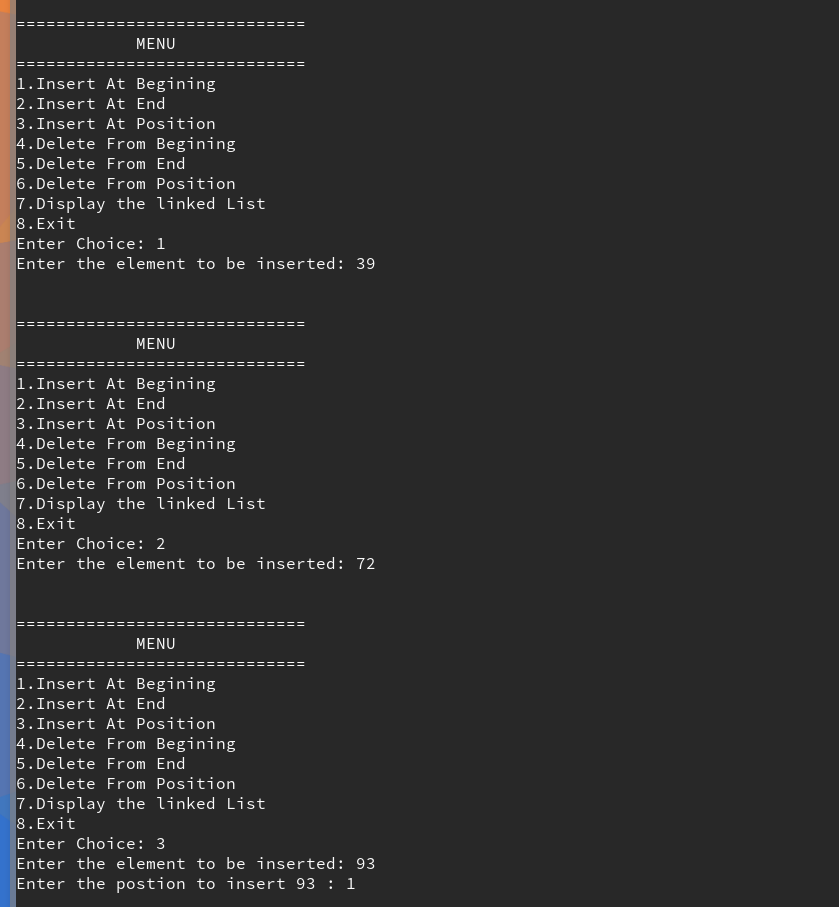 =============================
MENU
=============================
1.Insert At Begining
2.Insert At End
3.Insert At Position
4.Delete From Begining
5.Delete From End
6.Delete From Position
7.Display the linked List
8.Exit
Enter Choice: 1
Enter the element to be inserted: 39
=============================
MENU
=============================
1.Insert At Begining
2.Insert At End
3.Insert At Position
4.Delete From Begining
5.Delete From End
6.Delete From Position
7.Display the linked List
8.Exit
Enter Choice: 2
Enter the element to be inserted: 72
=============================
MENU
=============================
1.Insert At Begining
2.Insert At End
3.Insert At Position
4.Delete From Begining
5.Delete From End
6.Delete From Position
7.Display the linked List
8.Exit
Enter Choice: 3
Enter the element to be inserted: 93
Enter the postion to insert 93 : 1